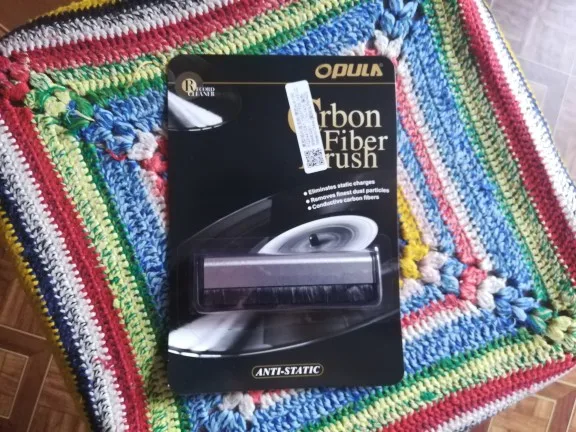 OPULA
RECORD
CLEANER
Carbon
Fiber
Brush
• Eliminates static charges
• Removes finest dust particles
• Conductive carbon fibers
ANTI-STATIC